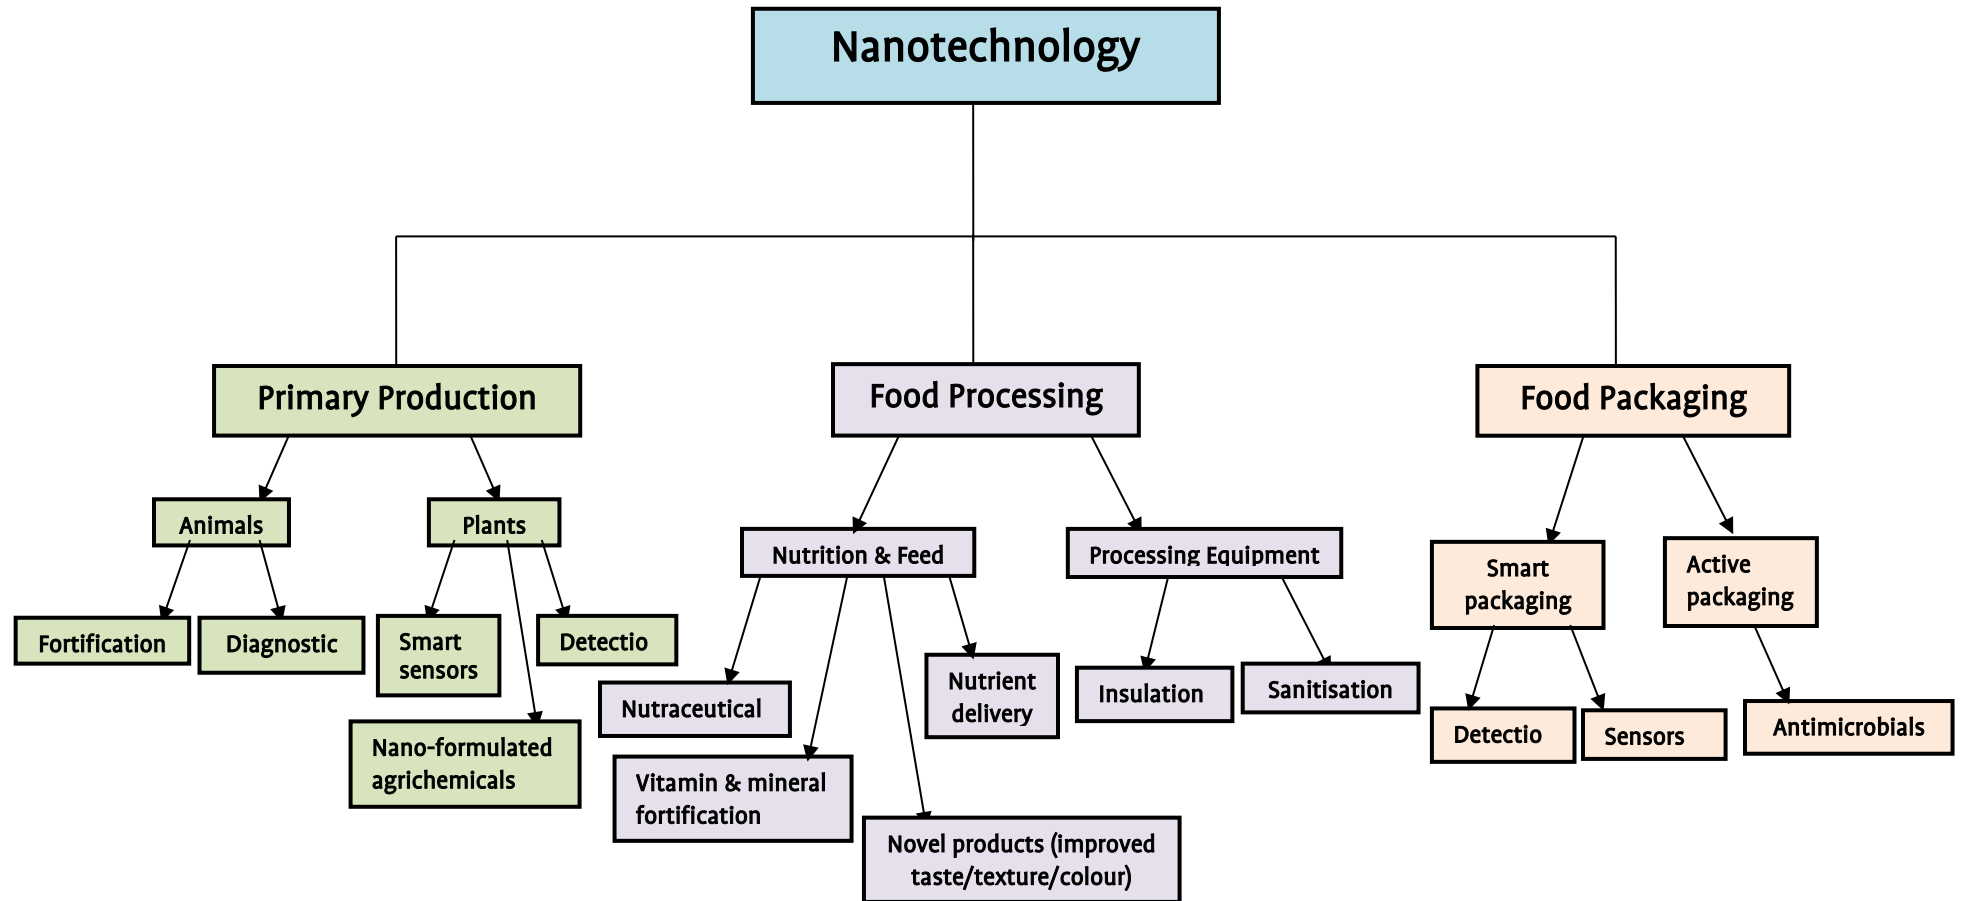 Nanotechnology
Primary Production
Food Processing
Food Packaging
Animals
Plants
Nutrition & Feed
Processing Equipment
Smart
packaging
Active
packaging
Fortification
Diagnostic
Smart
sensors
Detectio
Nano-formulated
agrichemicals
Nutraceutical
Vitamin & mineral
fortification
Novel products (improved
taste/texture/colour)
Nutrient
delivery
Insulation
Sanitisation
Detectio
Sensors
Antimicrobials